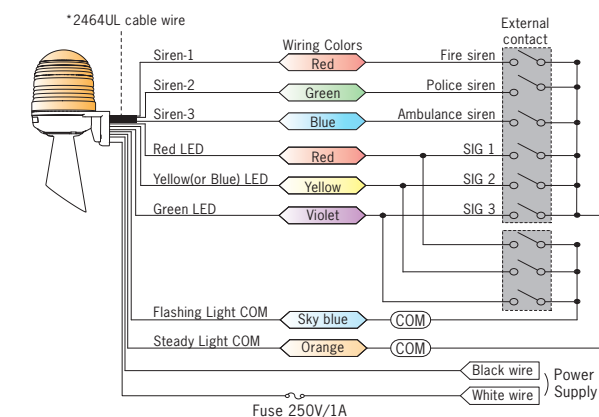 *2464UL cable wire
External
contact
Wiring Colors
Siren-1
Red
Fire siren
Siren-2
Green
Police siren
Siren-3
Blue
Ambulance siren
Red LED
Red
SIG 1
Yellow(or Blue) LED
Yellow
SIG 2
Green LED
Violet
SIG 3
Flashing Light COM
Sky blue
COM
Steady Light COM
Orange
COM
Black wire
Power
Supply
White wire
Fuse 250V/1A